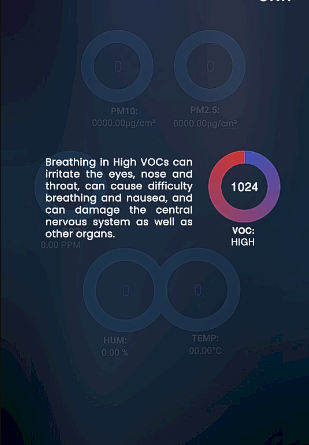 0
0
PM10:
PM2.5:
0000.00µg/cm³
0000.00µg/cm³
Breathing in High VOCs can
irritate the eyes, nose and
throat, can cause difficulty
breathing and nausea, and
can damage the central
nervous system as well as
other organs.
1024
VOC:
HIGH
0.00 PPM
0
0
HUM:
TEMP:
0.00 %
00.00°C